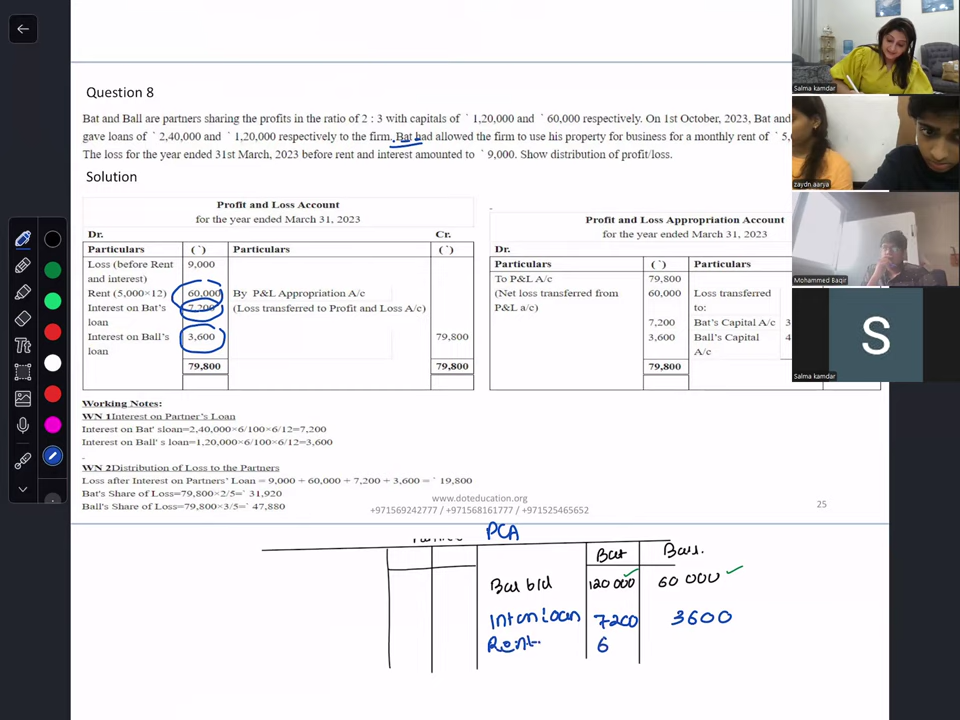 Question 8
Bat and Ball are partners sharing the profits in the ratio of 2 : 3 with capitals of ` 1,20,000 and ` 60,000 respectively. On 1st October, 2023, Bat and
gave loans of ` 2,40,000 and ` 1,20,000 respectively to the firm. Bat had allowed the firm to use his property for business for a monthly rent of ` 5,
The loss for the year ended 31st March, 2023 before rent and interest amounted to ` 9,000. Show distribution of profit/loss.
Solution
Profit and Loss Account
for the year ended March 31, 2023
Dr. Cr.
Particulars (`) Particulars (`)
Loss (before Rent 9,000
and interest)
Rent (5,000×12) 60,000 By P&L Appropriation A/c
Interest on Bat's 7,200 (Loss transferred to Profit and Loss A/c)
loan
Interest on Ball's 3,600 79,800
loan
79,800 79,800
Profit and Loss Appropriation Account
for the year ended March 31, 2023
Dr.
Particulars (`) Particulars
To P&L A/c 79,800
(Net loss transferred from 60,000 Loss transferred
P&L a/c) to:
7,200 Bat's Capital A/c 3
3,600 Ball's Capital 4
A/c
79,800
Working Notes:
WN 1Interest on Partner's Loan
Interest on Bat' sloan=2,40,000×6/100×6/12=7,200
Interest on Ball' s loan=1,20,000×6/100×6/12=3,600
WN 2Distribution of Loss to the Partners
Loss after Interest on Partners' Loan = 9,000 + 60,000 + 7,200 + 3,600 =` 19,800
Bat's Share of Loss=79,800×2/5=` 31,920
Ball's Share of Loss=79,800×3/5=` 47,880
www.doteducation.org
+971569242777 / +971568161777 / +971525465652
25
PCA
Bat Ball.
Bal b/d 120 000 60 000
Int on loan 7200 3600
Rent. 6
Salma kamdar
zaydn aarya
Mohammed Baqir
S
Salma kamdar
Tt